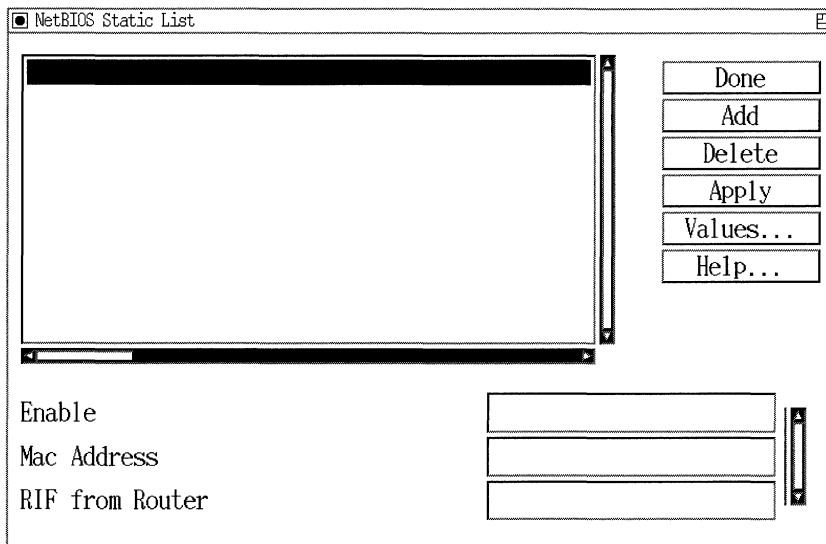 NetBIOS Static List
Done
Add
Delete
Apply
Values...
Help...
Enable
Mac Address
RIF from Router